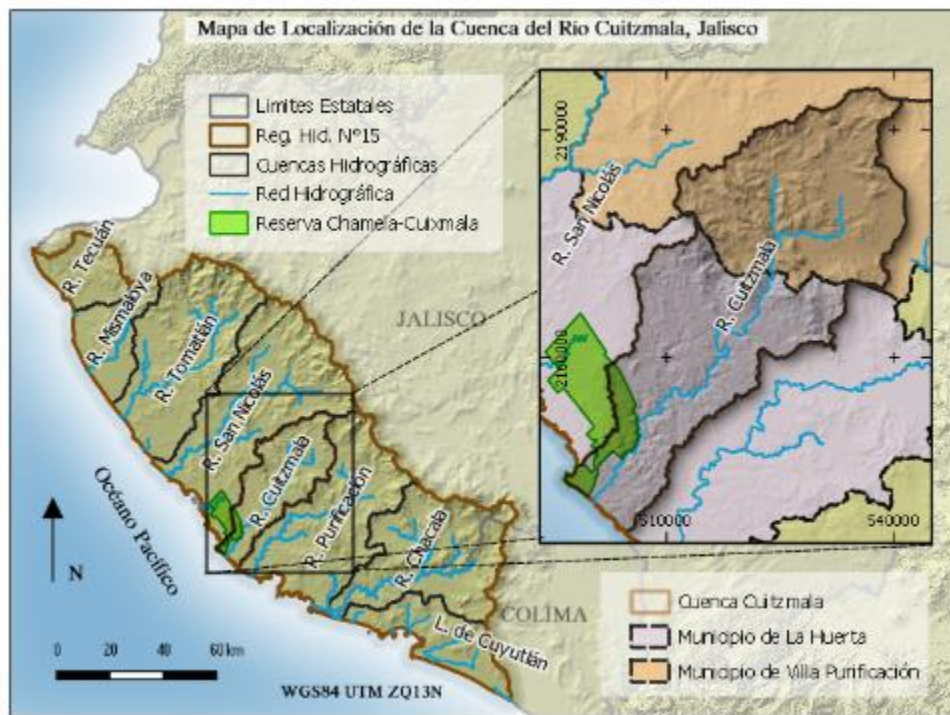 Mapa de Localización de la Cuenca del Río Cuitzmala, Jalisco
Limites Estatales
Reg. Hid. N°15
Cuencas Hidrográficas
Red Hidrográfica
Reserva Chamela-Cuixmala
R. Tecuán
R. Mismaloya
R. Tomatlán
R. San Nicolás
R. Cuitzmala
R. Purificación
R. Chacala
L. de Cuyutlán
JALISCO
COLIMA
Océano Pacífico
N
0 20 40 60 km
WGS84 UTM ZQ13N
2190000
2160000
R. San Nicolás
R. Cuitzmala
510000
540000
Cuenca Cuitzmala
Municipio de La Huerta
Municipio de Villa Purificación